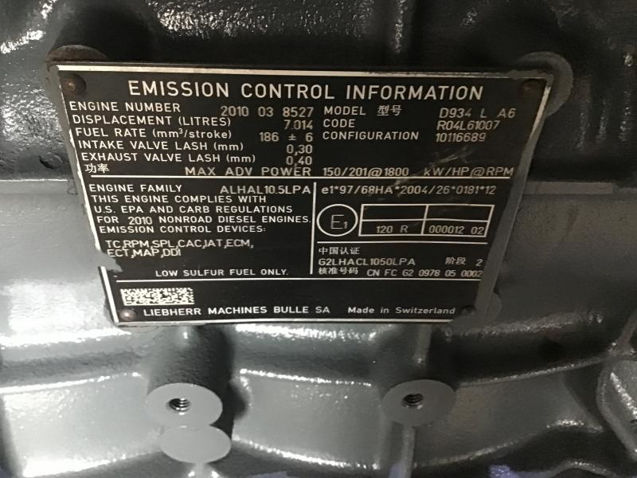 EMISSION CONTROL INFORMATION
ENGINE NUMBER 2010 03 8527 MODEL 型号 D934 L A6
DISPLACEMENT (LITRES) 7.014 CODE R04L61007
FUEL RATE (mm³/stroke) 186 ± 6 CONFIGURATION 10116689
INTAKE VALVE LASH (mm) 0,30
EXHAUST VALVE LASH (mm) 0,40
功率 MAX ADV POWER 150/201@1800 kW/HP@RPM
ENGINE FAMILY ALHAL10.5LPA
THIS ENGINE COMPLIES WITH
U.S. EPA AND CARB REGULATIONS
FOR 2010 NONROAD DIESEL ENGINES.
EMISSION CONTROL DEVICES:
TC,RPM,SPL,CAC,IAT,ECM,
ECT,MAP,DDI
LOW SULFUR FUEL ONLY.
e1*97/68HA*2004/26*0181*12
E1
120 R 000012 02
中国认证
G2LHACL1050LPA 阶段 2
核准号码 CN FC G2 0978 05 0002
LIEBHERR MACHINES BULLE SA Made in Switzerland